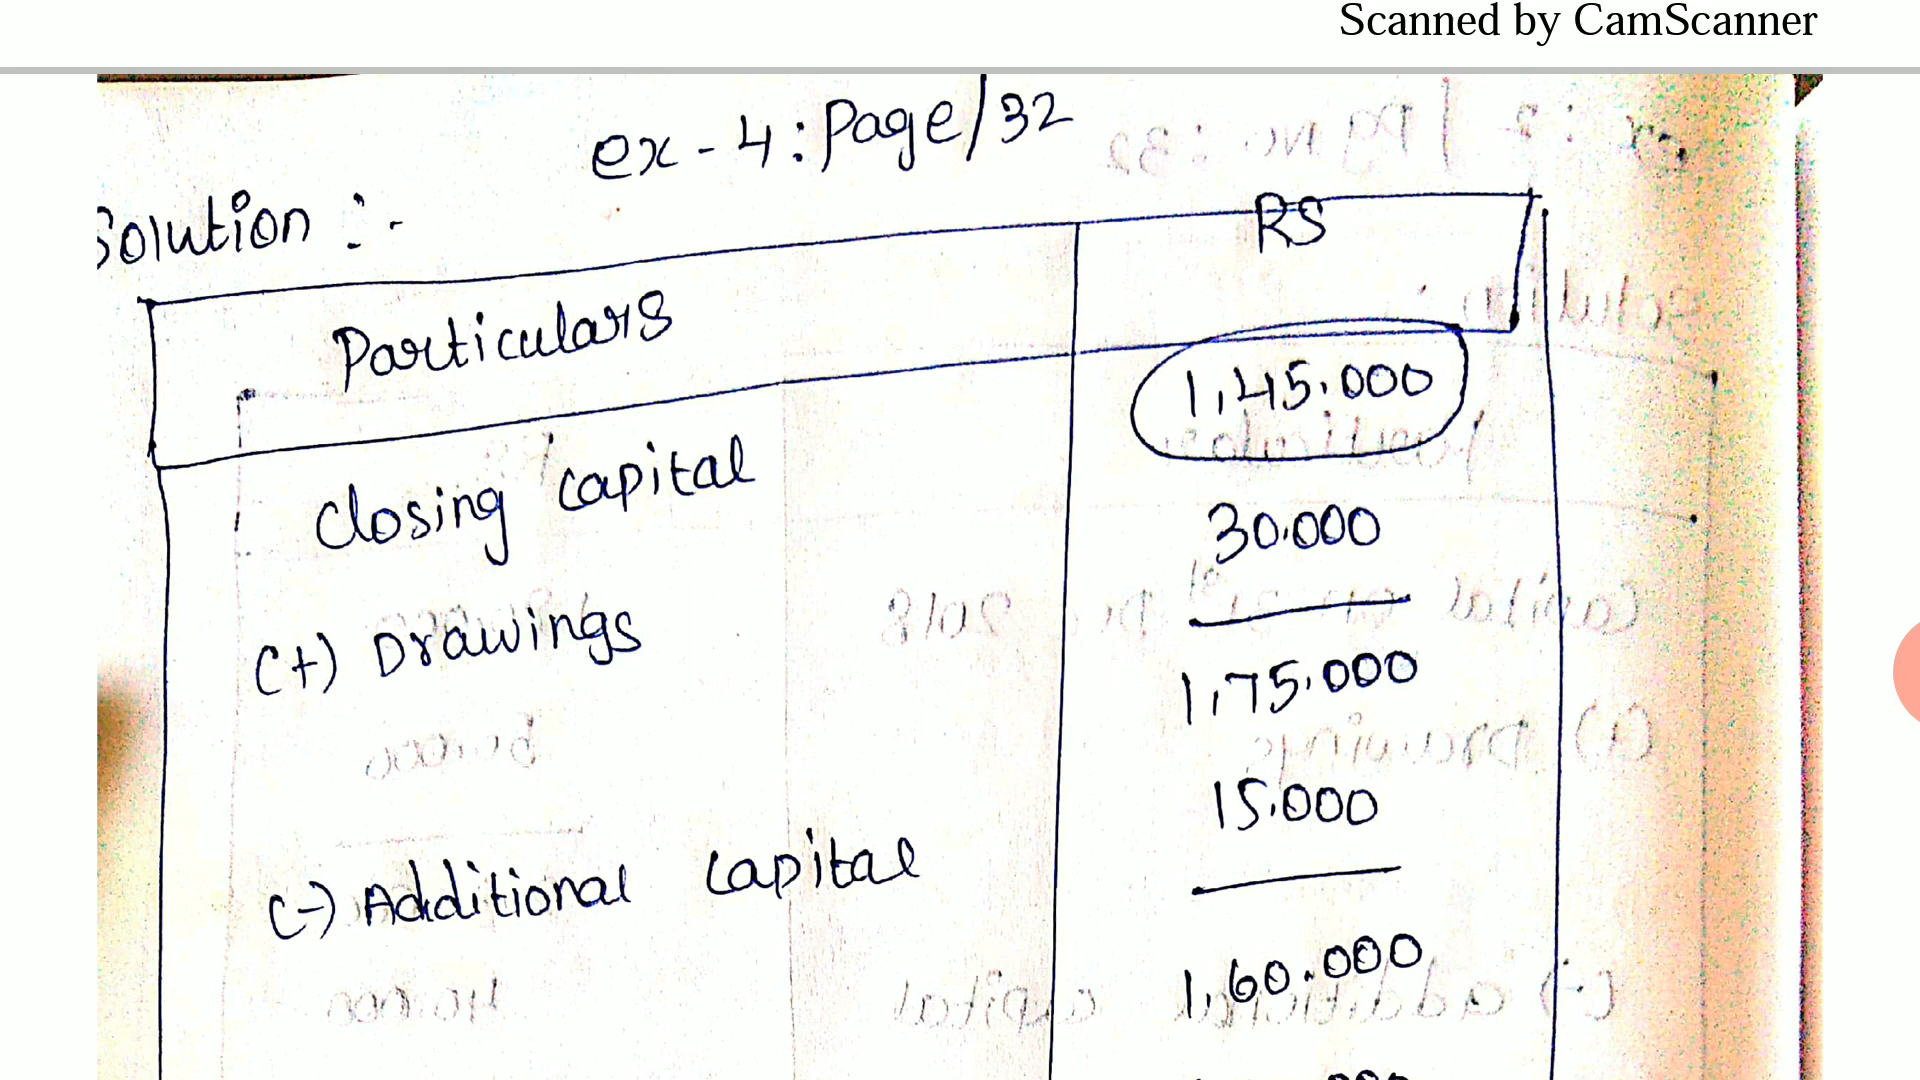 Scanned by CamScanner
ex-4: Page/32
Solution :-
Particulars RS
Closing capital 1,45.000
(+) Drawings 30.000
1,75.000
(-) Additional capital 15.000
1,60.000